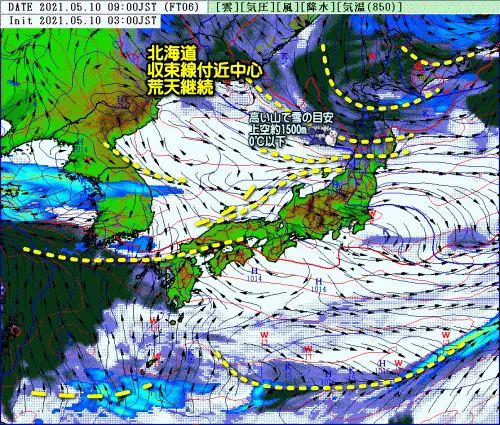 DATE 2021.05.10 09:00JST (FT06)
[雲][気圧][風][降水][気温(850)]
Init 2021.05.10 03:00JST
北海道
収束線付近中心
荒天継続
高い山で雪の目安
上空約1500m
0℃以下
H
1014
H
1014
H
W
W
W
W
W
W